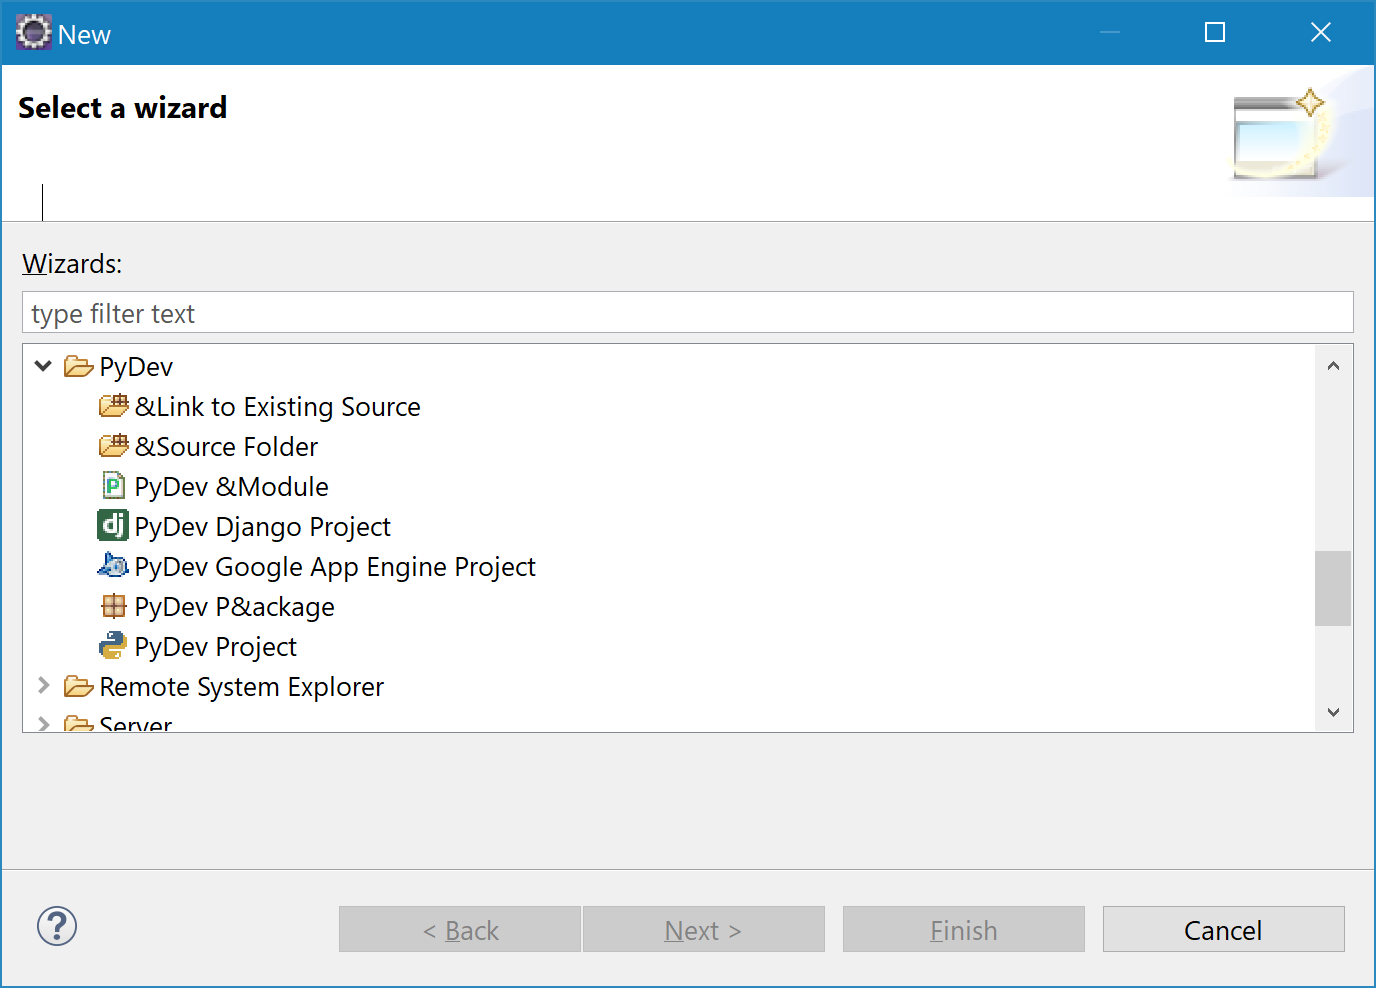 New
Select a wizard
Wizards:
type filter text
PyDev
&Link to Existing Source
&Source Folder
PyDev &Module
dj PyDev Django Project
PyDev Google App Engine Project
PyDev P&ackage
PyDev Project
Remote System Explorer
Server
? < Back Next > Finish Cancel